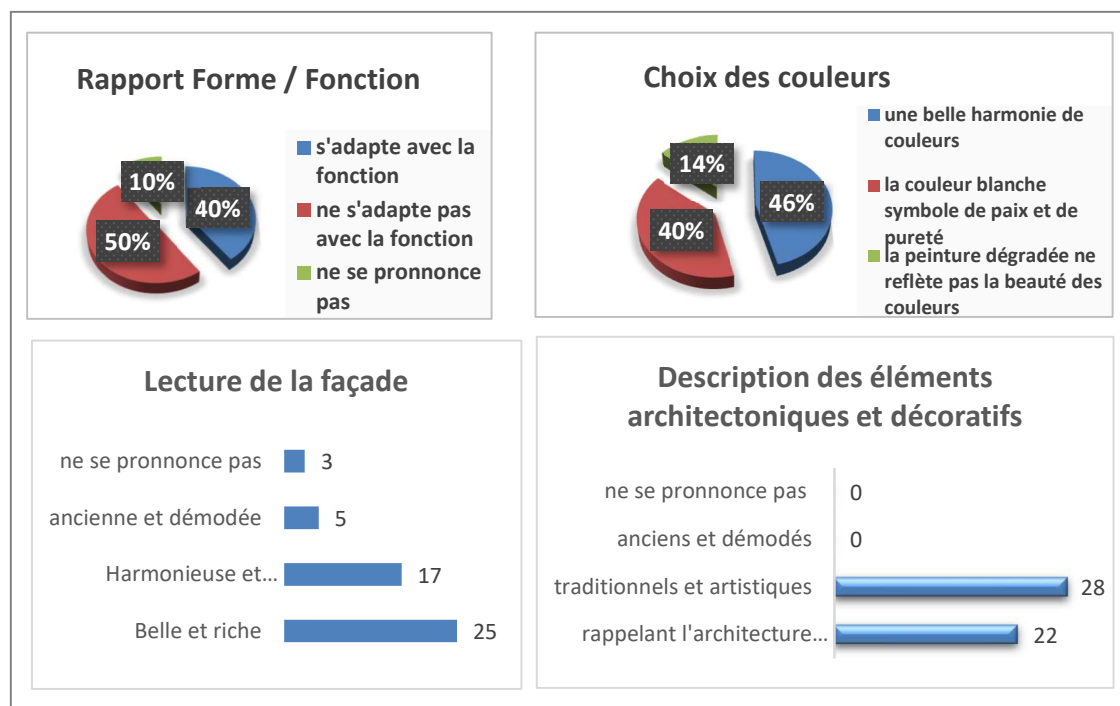 Rapport Forme / Fonction
10%
40%
50%
s'adapte avec la
fonction
ne s'adapte pas
avec la fonction
ne se pronnonce
pas
Choix des couleurs
14%
46%
40%
une belle harmonie de
couleurs
la couleur blanche
symbole de paix et de
pureté
la peinture dégradée ne
reflète pas la beauté des
couleurs
Lecture de la façade
ne se pronnonce pas 3
ancienne et démodée 5
Harmonieuse et... 17
Belle et riche 25
Description des éléments
architectoniques et décoratifs
ne se pronnonce pas 0
anciens et démodés 0
traditionnels et artistiques 28
rappelant l'architecture... 22